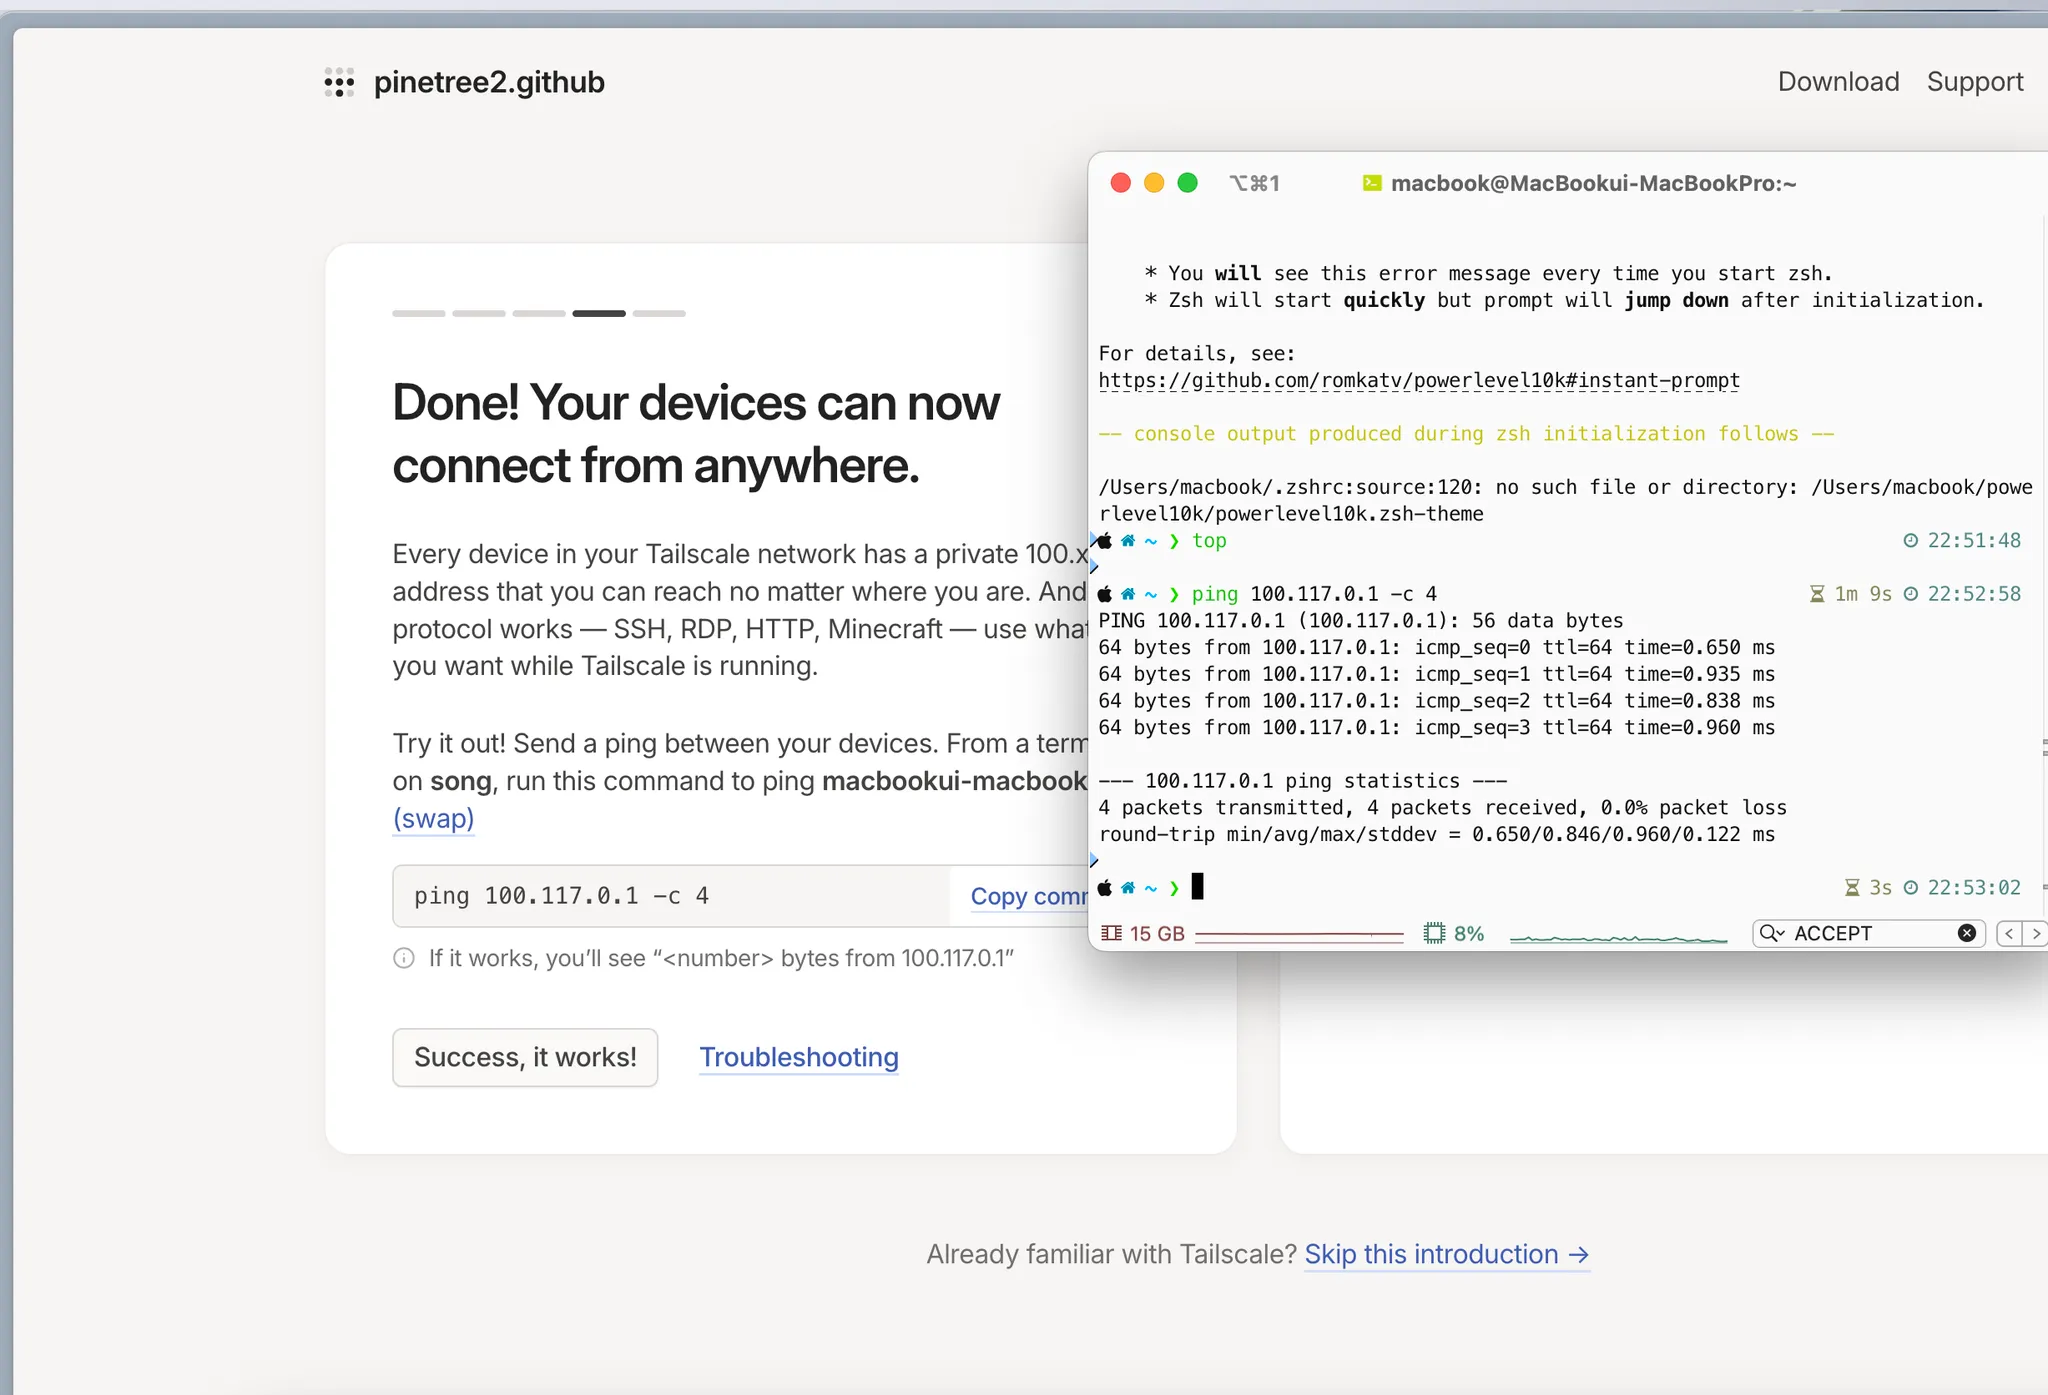 pinetree2.github
Download Support
Done! Your devices can now
connect from anywhere.
Every device in your Tailscale network has a private 100.x
address that you can reach no matter where you are. And
protocol works — SSH, RDP, HTTP, Minecraft — use what
you want while Tailscale is running.
Try it out! Send a ping between your devices. From a term
on song, run this command to ping macbookui-macbook
(swap)
ping 100.117.0.1 -c 4
Copy comm
If it works, you’ll see “<number> bytes from 100.117.0.1”
Success, it works!
Troubleshooting
Already familiar with Tailscale? Skip this introduction →
⌥⌘1
macbook@MacBookui-MacBookPro:~
* You will see this error message every time you start zsh.
* Zsh will start quickly but prompt will jump down after initialization.
For details, see:
https://github.com/romkatv/powerlevel10k#instant-prompt
-- console output produced during zsh initialization follows --
/Users/macbook/.zshrc:source:120: no such file or directory: /Users/macbook/powe
rlevel10k/powerlevel10k.zsh-theme
~ ❯ top 22:51:48
~ ❯ ping 100.117.0.1 -c 4 1m 9s 22:52:58
PING 100.117.0.1 (100.117.0.1): 56 data bytes
64 bytes from 100.117.0.1: icmp_seq=0 ttl=64 time=0.650 ms
64 bytes from 100.117.0.1: icmp_seq=1 ttl=64 time=0.935 ms
64 bytes from 100.117.0.1: icmp_seq=2 ttl=64 time=0.838 ms
64 bytes from 100.117.0.1: icmp_seq=3 ttl=64 time=0.960 ms
--- 100.117.0.1 ping statistics ---
4 packets transmitted, 4 packets received, 0.0% packet loss
round-trip min/avg/max/stddev = 0.650/0.846/0.960/0.122 ms
~ ❯ 3s 22:53:02
15 GB 8% ACCEPT